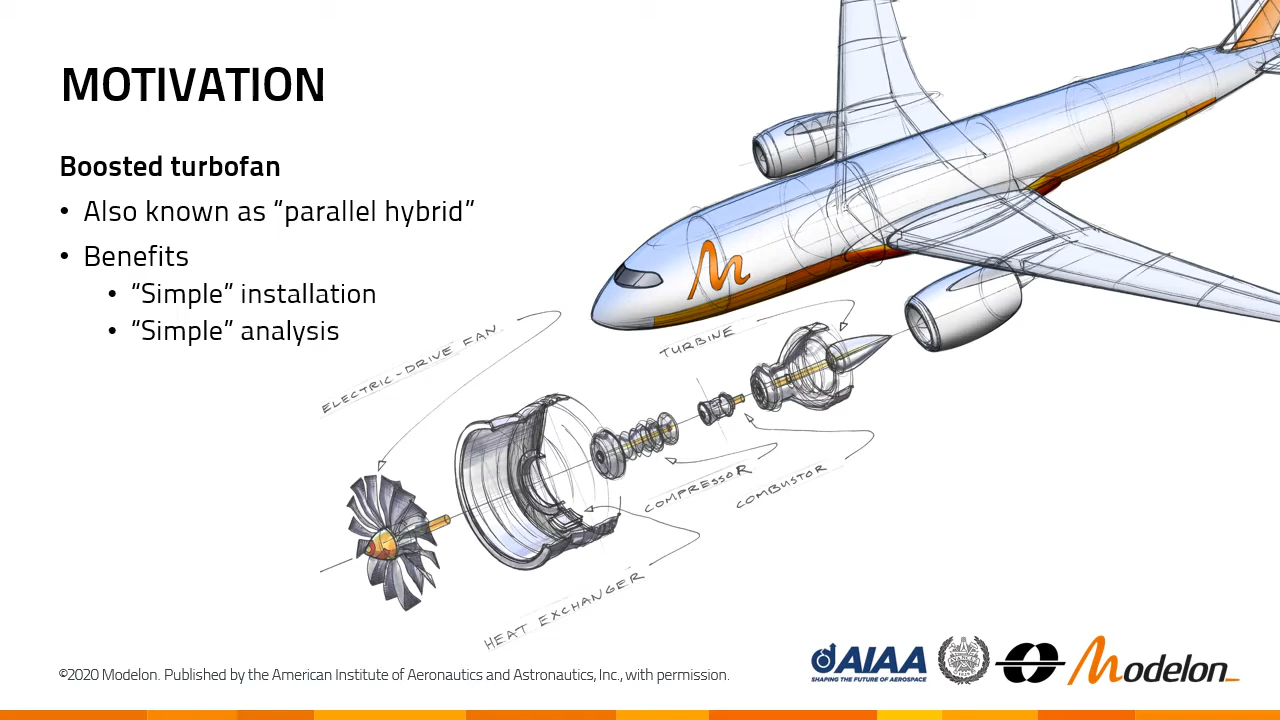 MOTIVATION
Boosted turbofan
• Also known as “parallel hybrid”
• Benefits
• “Simple” installation
• “Simple” analysis
ELECTRIC-DRIVE FAN
TURBINE
COMPRESSOR
COMBUSTOR
HEAT EXCHANGER
©2020 Modelon. Published by the American Institute of Aeronautics and Astronautics, Inc., with permission.
AIAA
SHAPING THE FUTURE OF AEROSPACE
Modelon